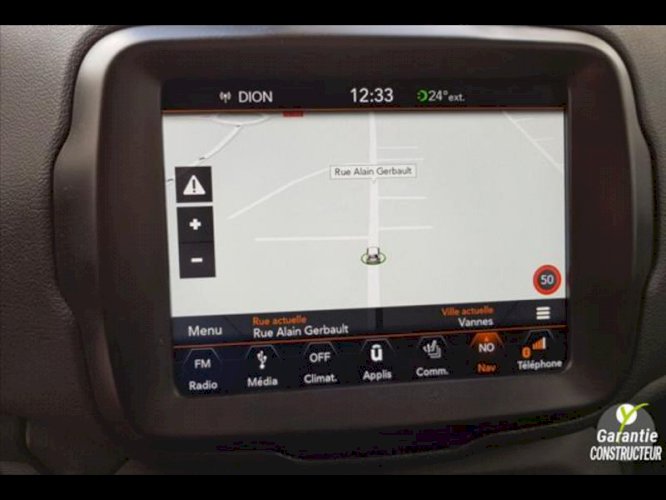 DION 12:33 24° ext.
Rue Alain Gerbault
+
-
50
Menu
Rue actuelle
Rue Alain Gerbault
Ville actuelle
Vannes
FM
Radio
Média
OFF
Climat.
Applis
Comm.
NO
Nav
Téléphone
Garantie
CONSTRUCTEUR